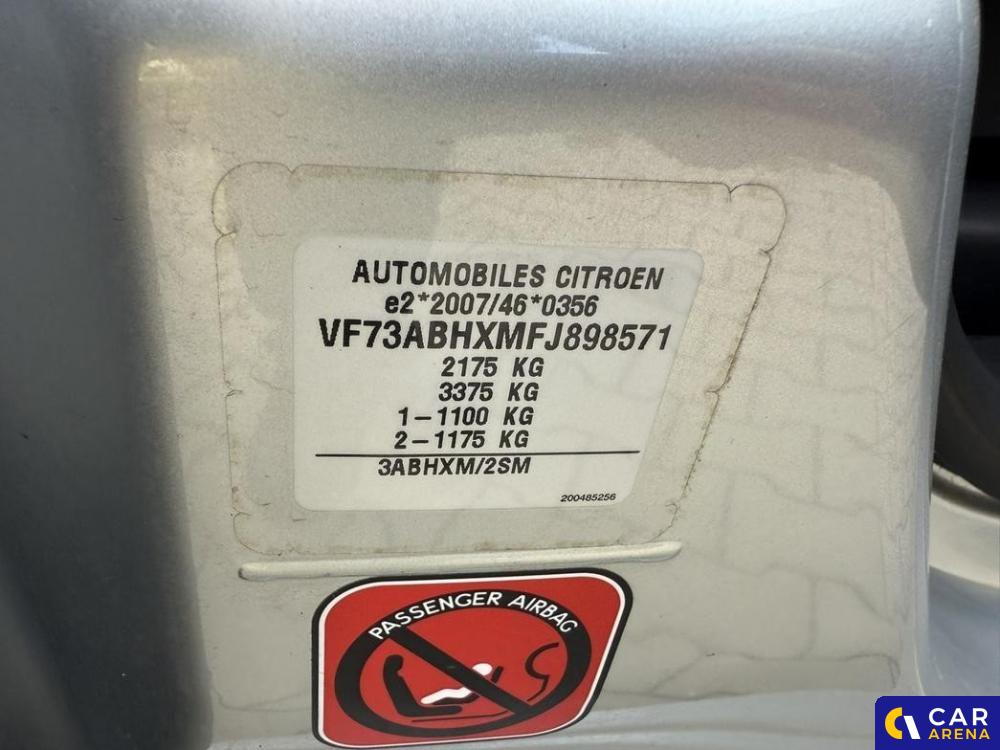 AUTOMOBILES CITROEN
e2*2007/46*0356
VF73ABHXMFJ898571
2175 KG
3375 KG
1-1100 KG
2-1175 KG
3ABHXM/2SM
200485256
PASSENGER AIRBAG
CAR
ARENA